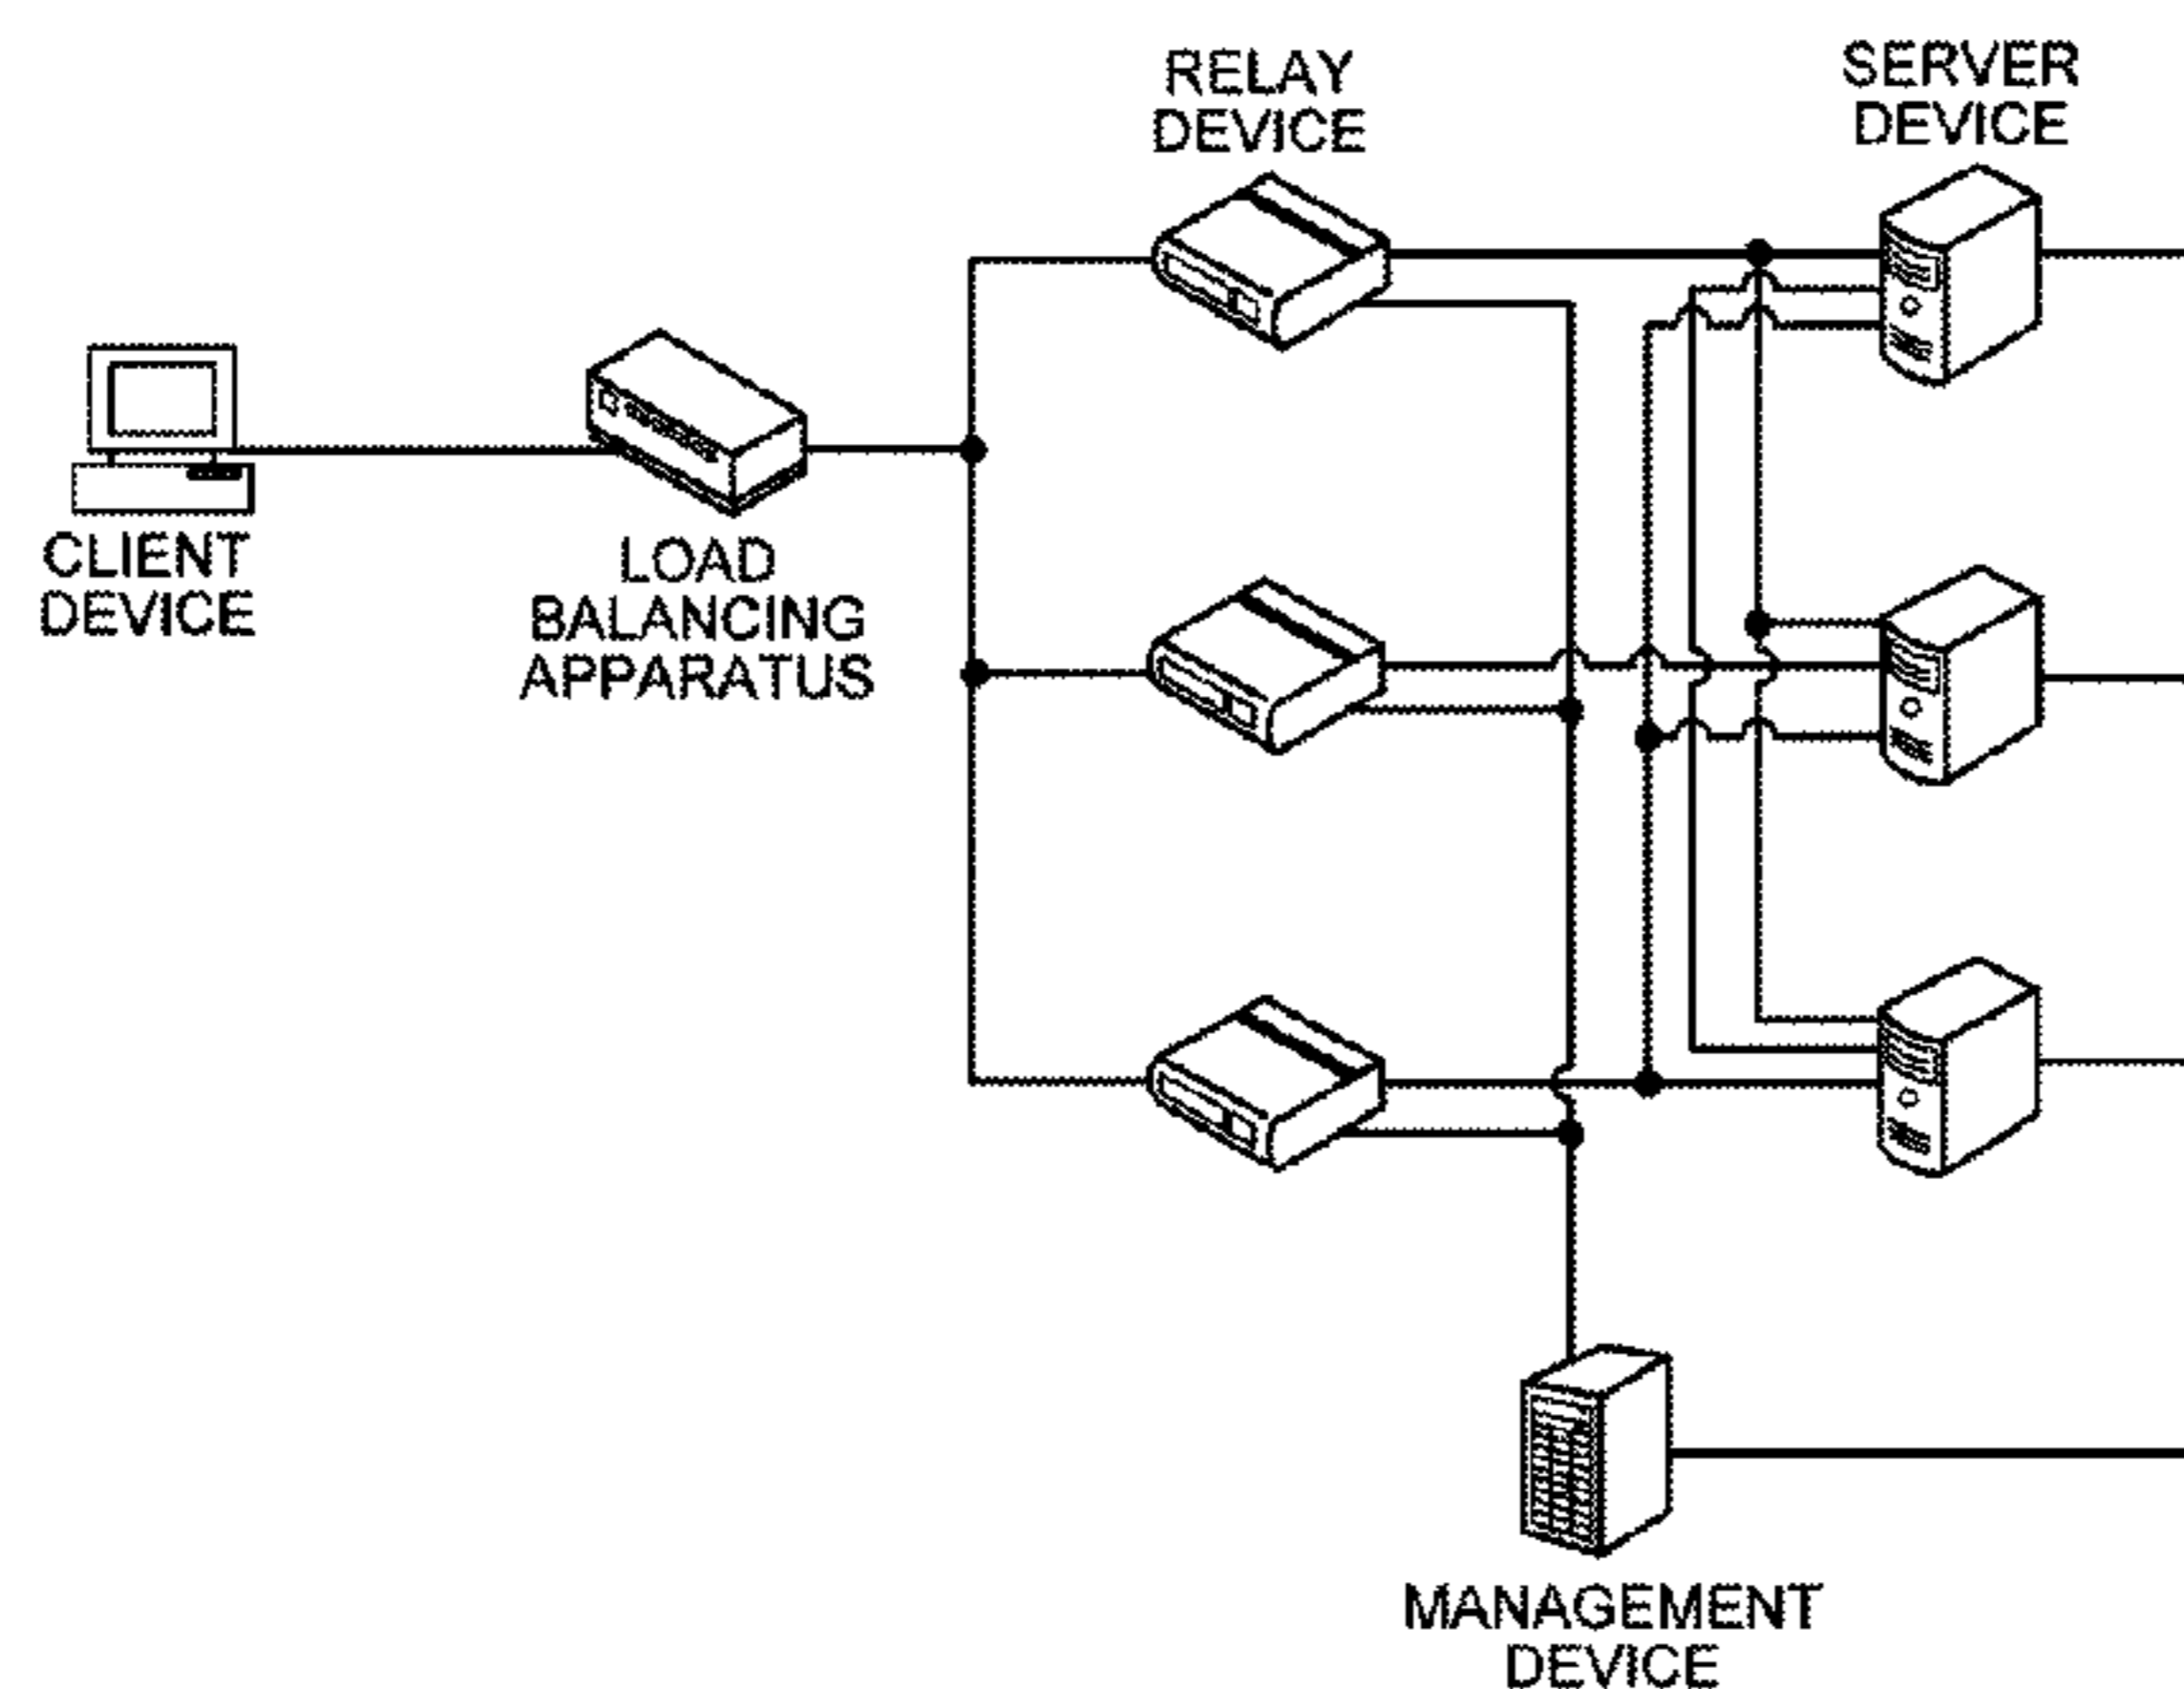 RELAY
DEVICE
SERVER
DEVICE
CLIENT
DEVICE
LOAD
BALANCING
APPARATUS
MANAGEMENT
DEVICE